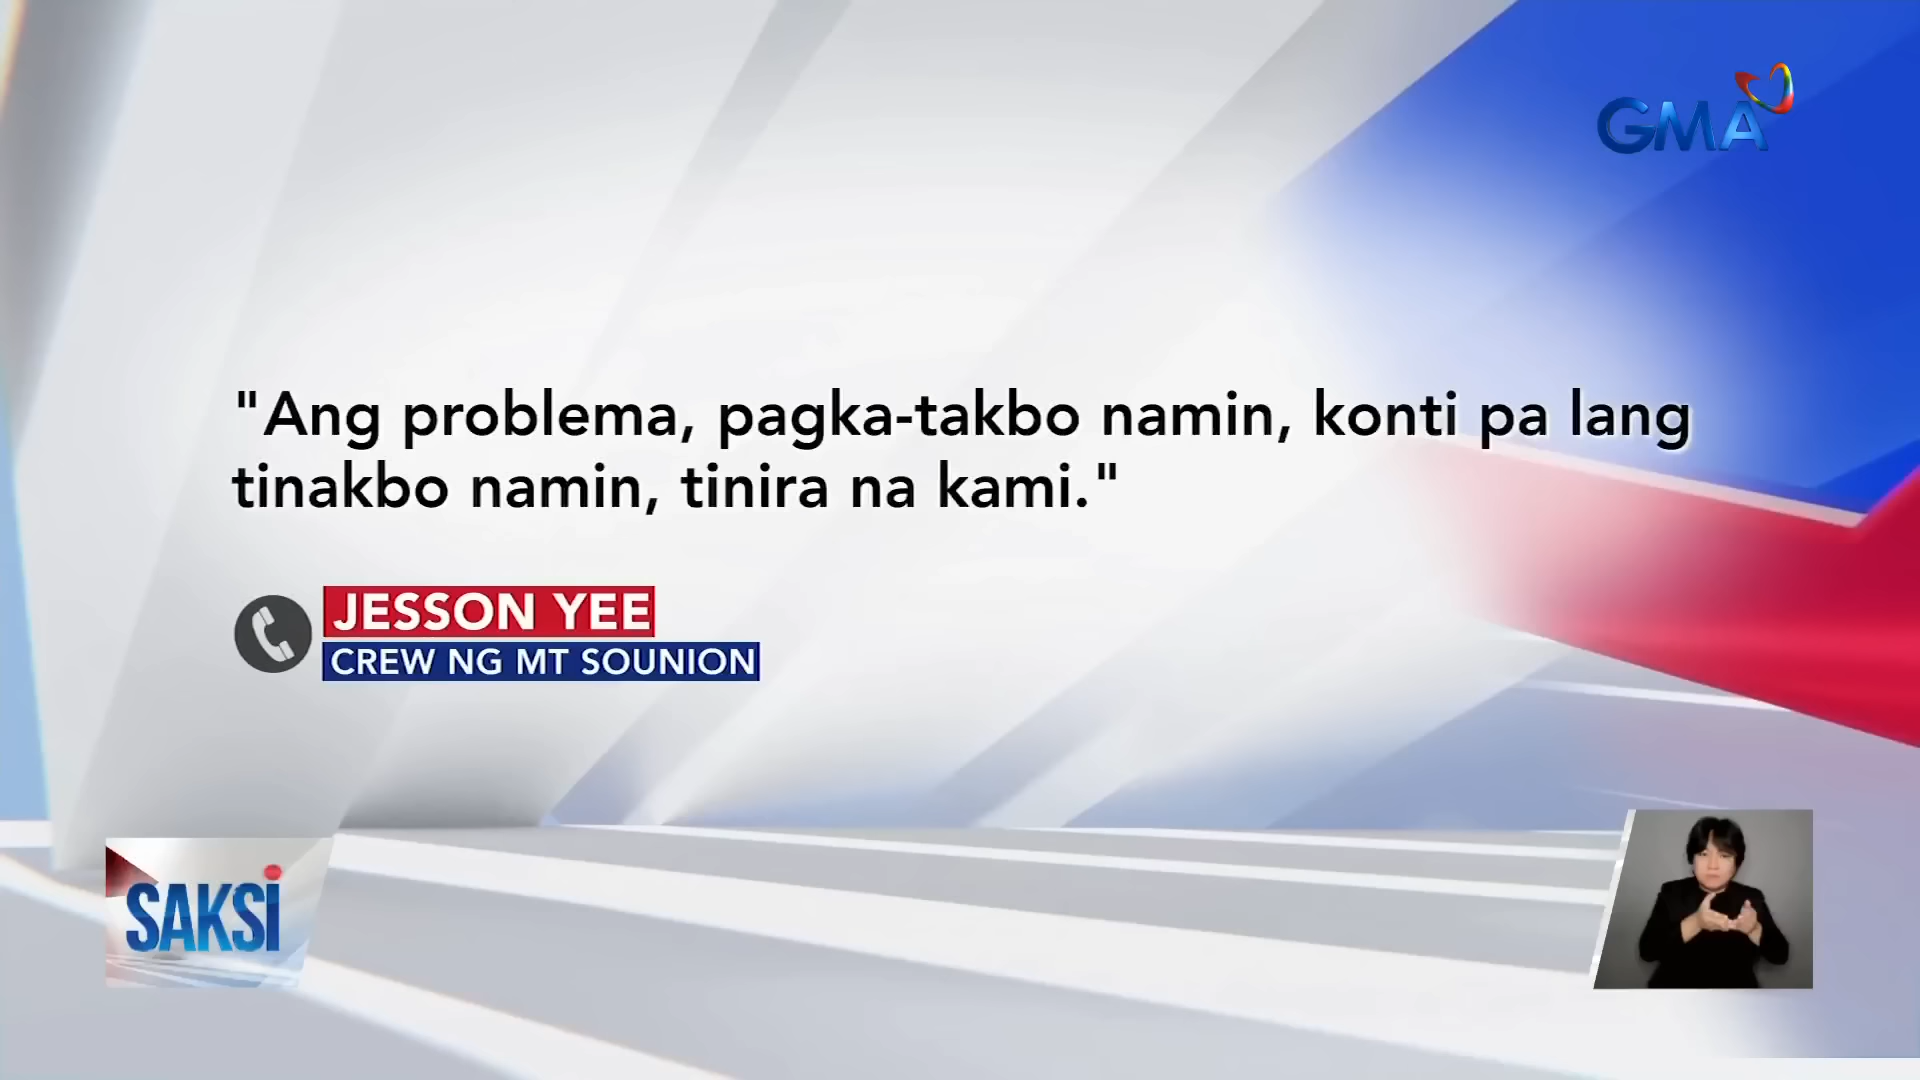 GMA
"Ang problema, pagka-takbo namin, konti pa lang
tinakbo namin, tinira na kami."
JESSON YEE
CREW NG MT SOUNION
SAKSI